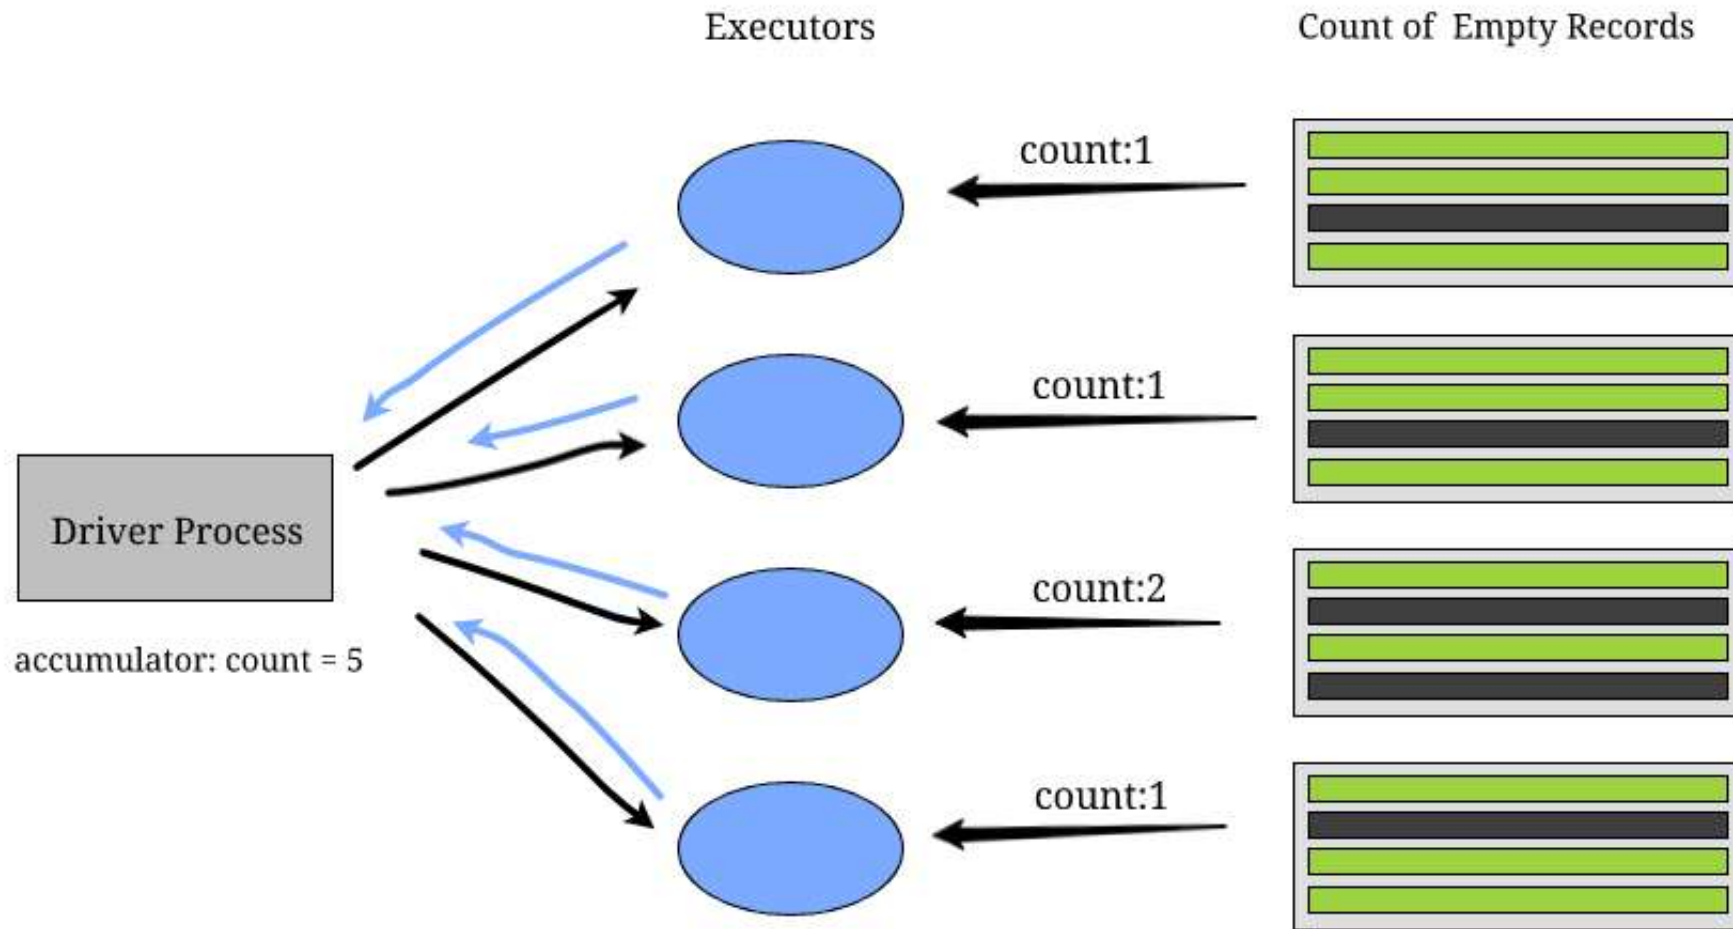 Executors
Count of Empty Records
count:1
count:1
Driver Process
count:2
accumulator: count = 5
count:1